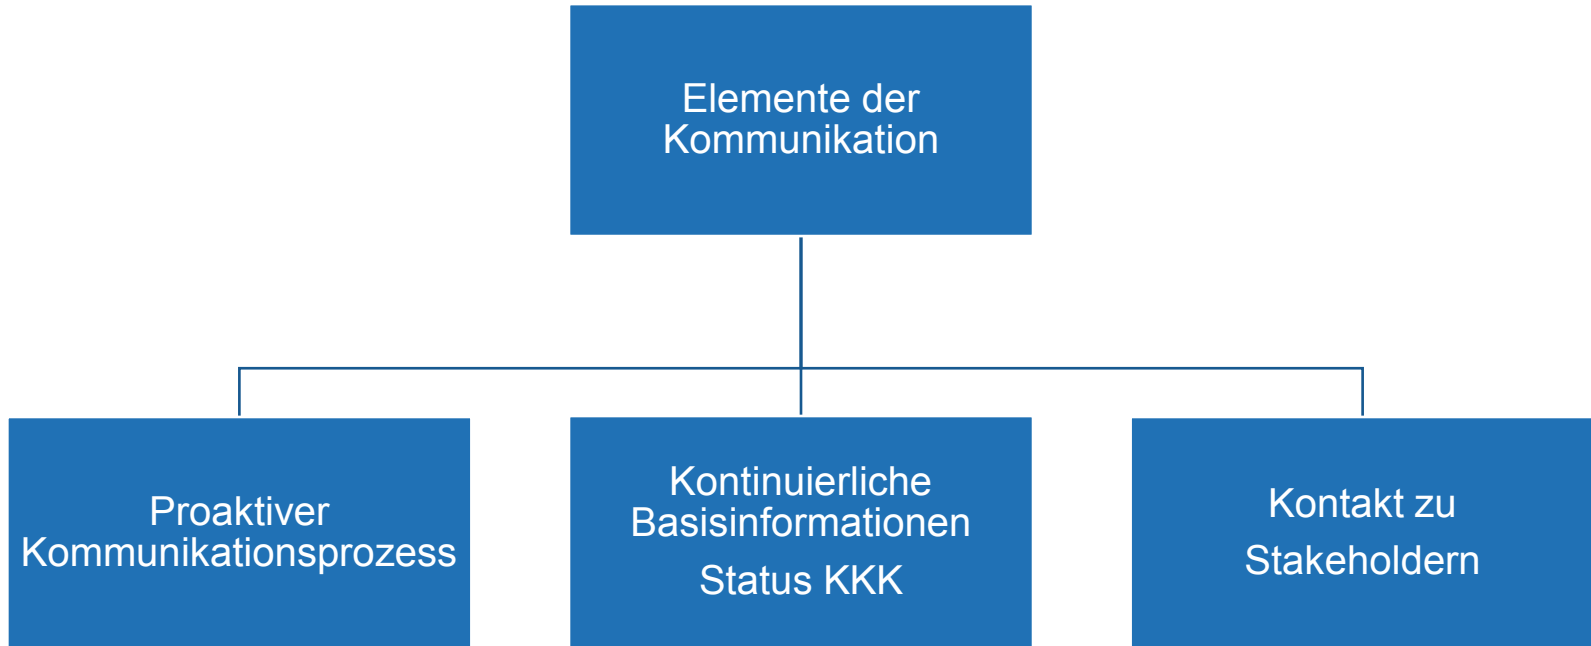 Elemente der
Kommunikation
Proaktiver
Kommunikationsprozess
Kontinuierliche
Basisinformationen
Status KKK
Kontakt zu
Stakeholdern